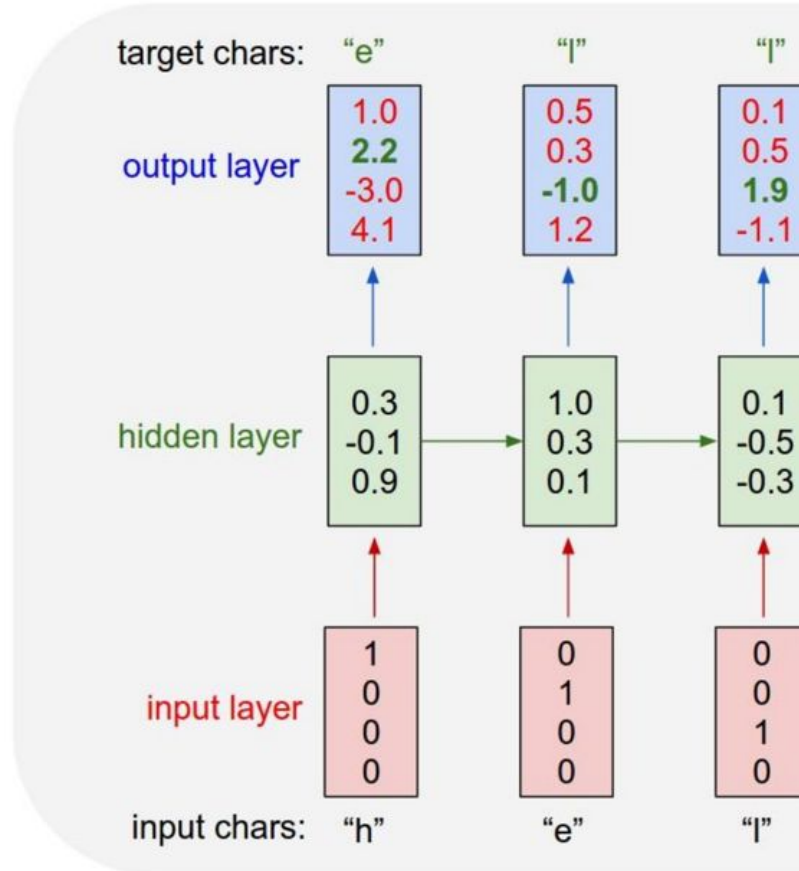 target chars: “e” “l” “l”
1.0 0.5 0.1
2.2 0.3 0.5
output layer
-3.0 -1.0 1.9
4.1 1.2 -1.1
0.3 1.0 0.1
hidden layer
-0.1 0.3 -0.5
0.9 0.1 -0.3
1 0 0
0 1 0
input layer
0 0 1
0 0 0
input chars: “h” “e” “l”